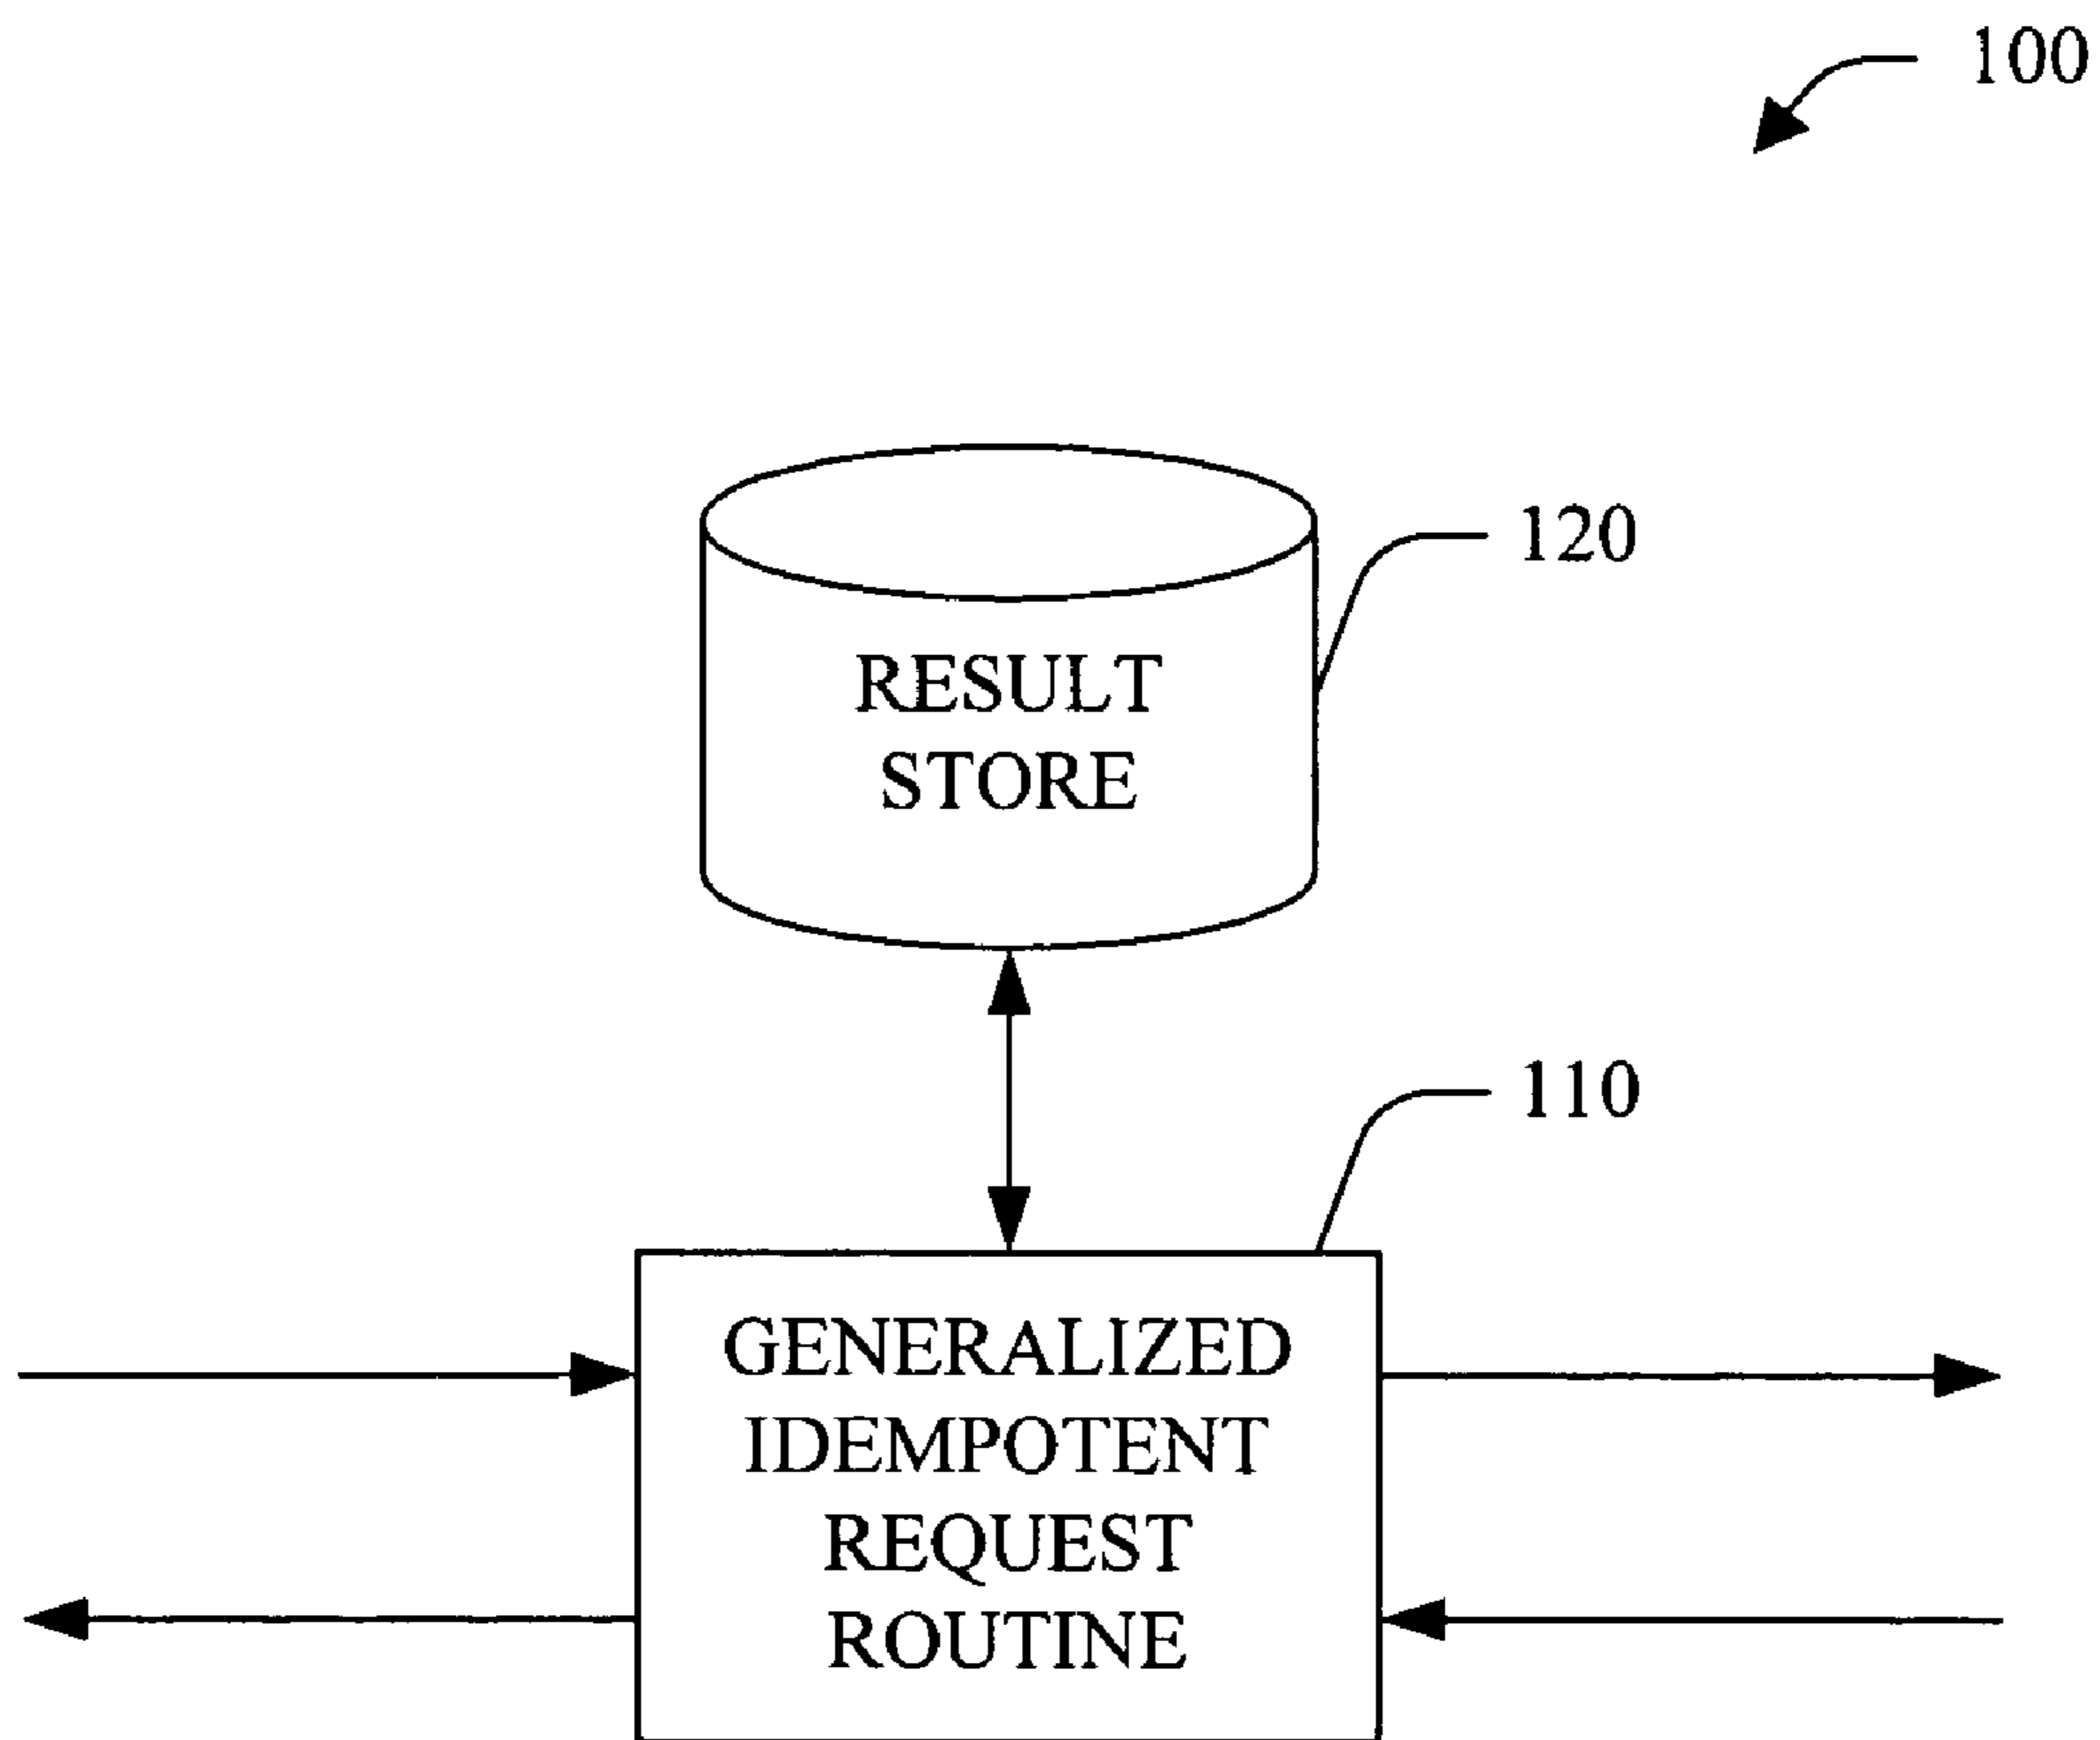 100
120
RESULT
STORE
110
GENERALIZED
IDEMPOTENT
REQUEST
ROUTINE